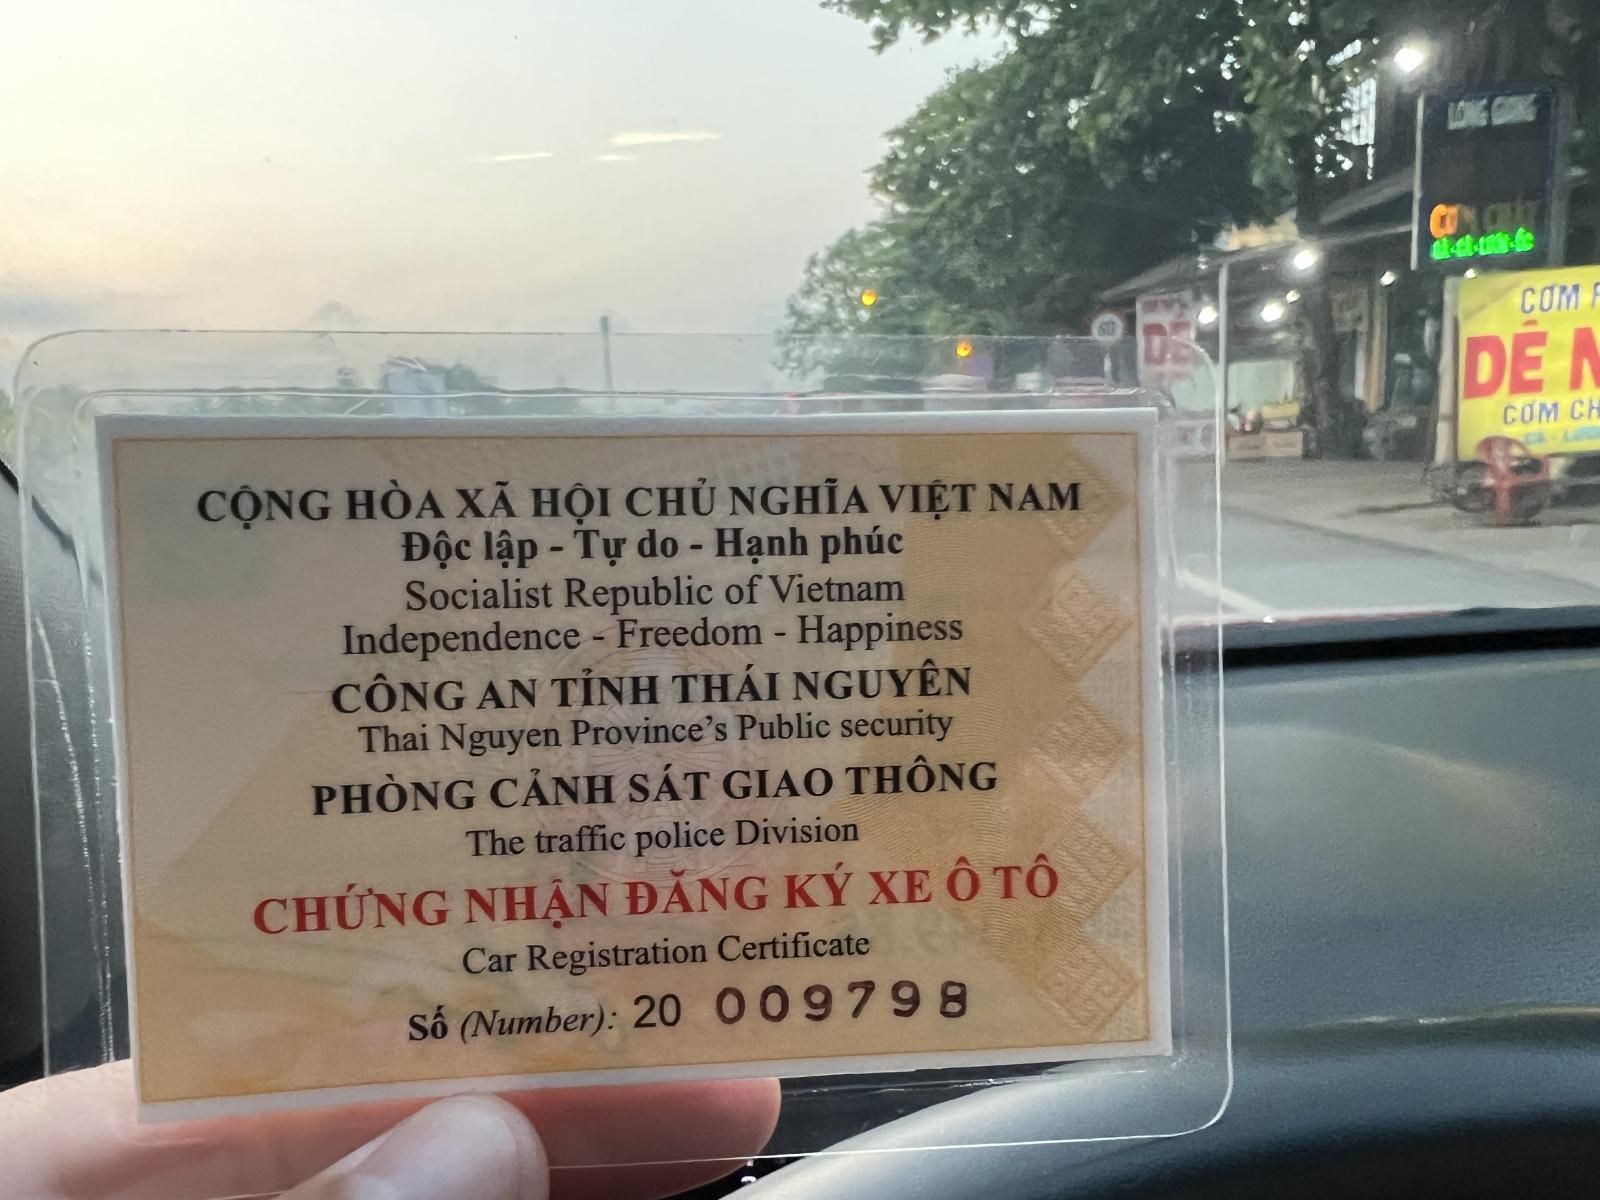 CỘNG HÒA XÃ HỘI CHỦ NGHĨA VIỆT NAM
Độc lập - Tự do - Hạnh phúc
Socialist Republic of Vietnam
Independence - Freedom - Happiness
CÔNG AN TỈNH THÁI NGUYÊN
Thai Nguyen Province's Public security
PHÒNG CẢNH SÁT GIAO THÔNG
The traffic police Division
CHỨNG NHẬN ĐĂNG KÝ XE Ô TÔ
Car Registration Certificate
Số (Number): 20 009798
CƠM
DÊ
CƠM
DÊ